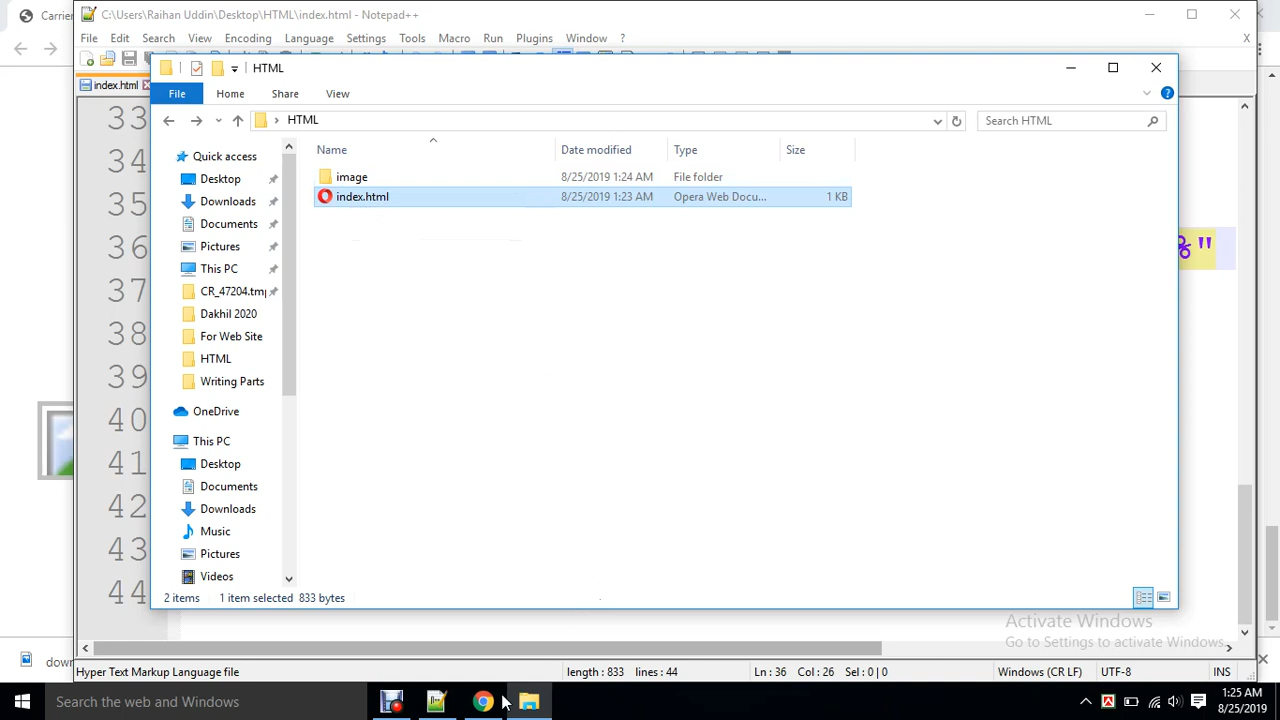 Carrier
C:\Users\Raihan Uddin\Desktop\HTML\index.html - Notepad++
File Edit Search View Encoding Language Settings Tools Macro Run Plugins Window ?
X
index.html
HTML
File Home Share View
HTML
Search HTML
Name Date modified Type Size
image 8/25/2019 1:24 AM File folder
index.html 8/25/2019 1:23 AM Opera Web Docu... 1 KB
Quick access
Desktop
Downloads
Documents
Pictures
This PC
CR_47204.tmp
Dakhil 2020
For Web Site
HTML
Writing Parts
OneDrive
This PC
Desktop
Documents
Downloads
Music
Pictures
Videos
33
34
35
36 %"
37
38
39
40
41
42
43
44
2 items 1 item selected 833 bytes
Activate Windows
Go to Settings to activate Windows.
dow
Hyper Text Markup Language file length : 833 lines : 44 Ln : 36 Col : 26 Sel : 0 | 0 Windows (CR LF) UTF-8 INS
Search the web and Windows
1:25 AM
8/25/2019